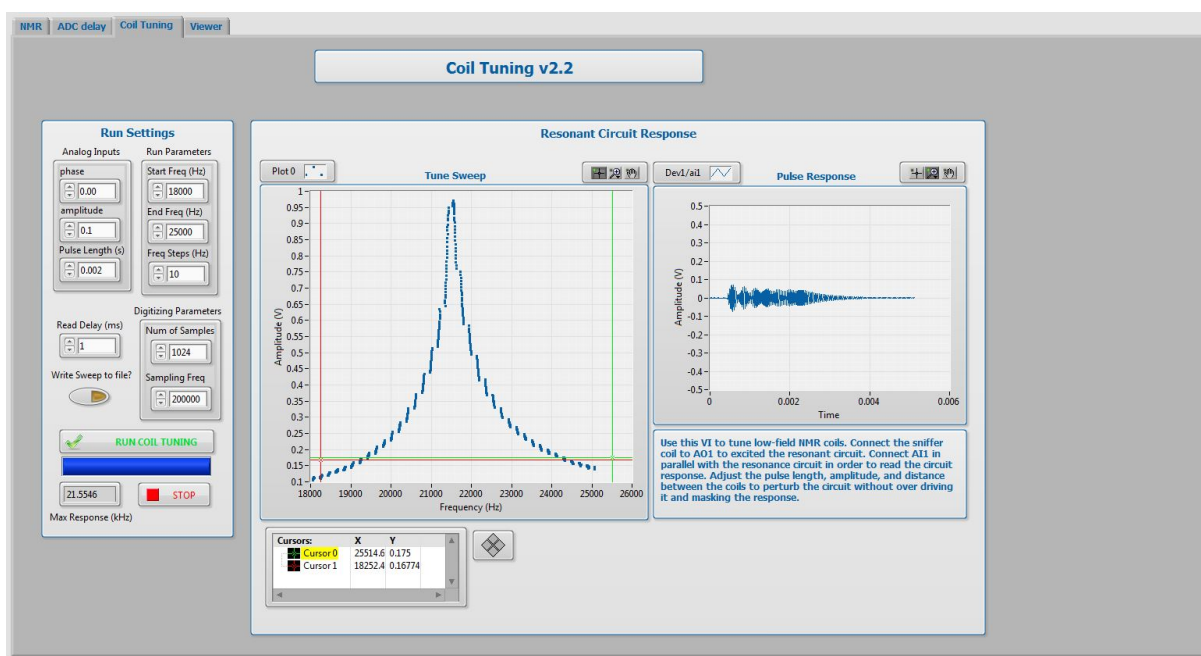 NMR ADC delay Coil Tuning Viewer
Coil Tuning v2.2
Run Settings
Analog Inputs Run Parameters
phase Start Freq (Hz)
0.00 18000
amplitude End Freq (Hz)
0.1 25000
Pulse Length (s) Freq Steps (Hz)
0.002 10
Digitizing Parameters
Read Delay (ms) Num of Samples
1 1024
Write Sweep to file? Sampling Freq
200000
RUN COIL TUNING
21.5546 STOP
Max Response (kHz)
Resonant Circuit Response
Plot 0 Tune Sweep
1
0.95
0.9
0.85
0.8
0.75
0.7
0.65
0.6
0.55
0.5
0.45
0.4
0.35
0.3
0.25
0.2
0.15
0.1
Amplitude (V)
18000 19000 20000 21000 22000 23000 24000 25000 26000
Frequency (Hz)
Dev1/ai1 Pulse Response
0.5
0.4
0.3
0.2
0.1
0
-0.1
-0.2
-0.3
-0.4
-0.5
Amplitude (V)
0 0.002 0.004 0.006
Time
Use this VI to tune low-field NMR coils. Connect the sniffer
coil to AO1 to excited the resonant circuit. Connect AI1 in
parallel with the resonance circuit in order to read the circuit
response. Adjust the pulse length, amplitude, and distance
between the coils to perturb the circuit without over driving
it and masking the response.
Cursors: X Y
Cursor 0 25514.6 0.175
Cursor 1 18252.4 0.16774